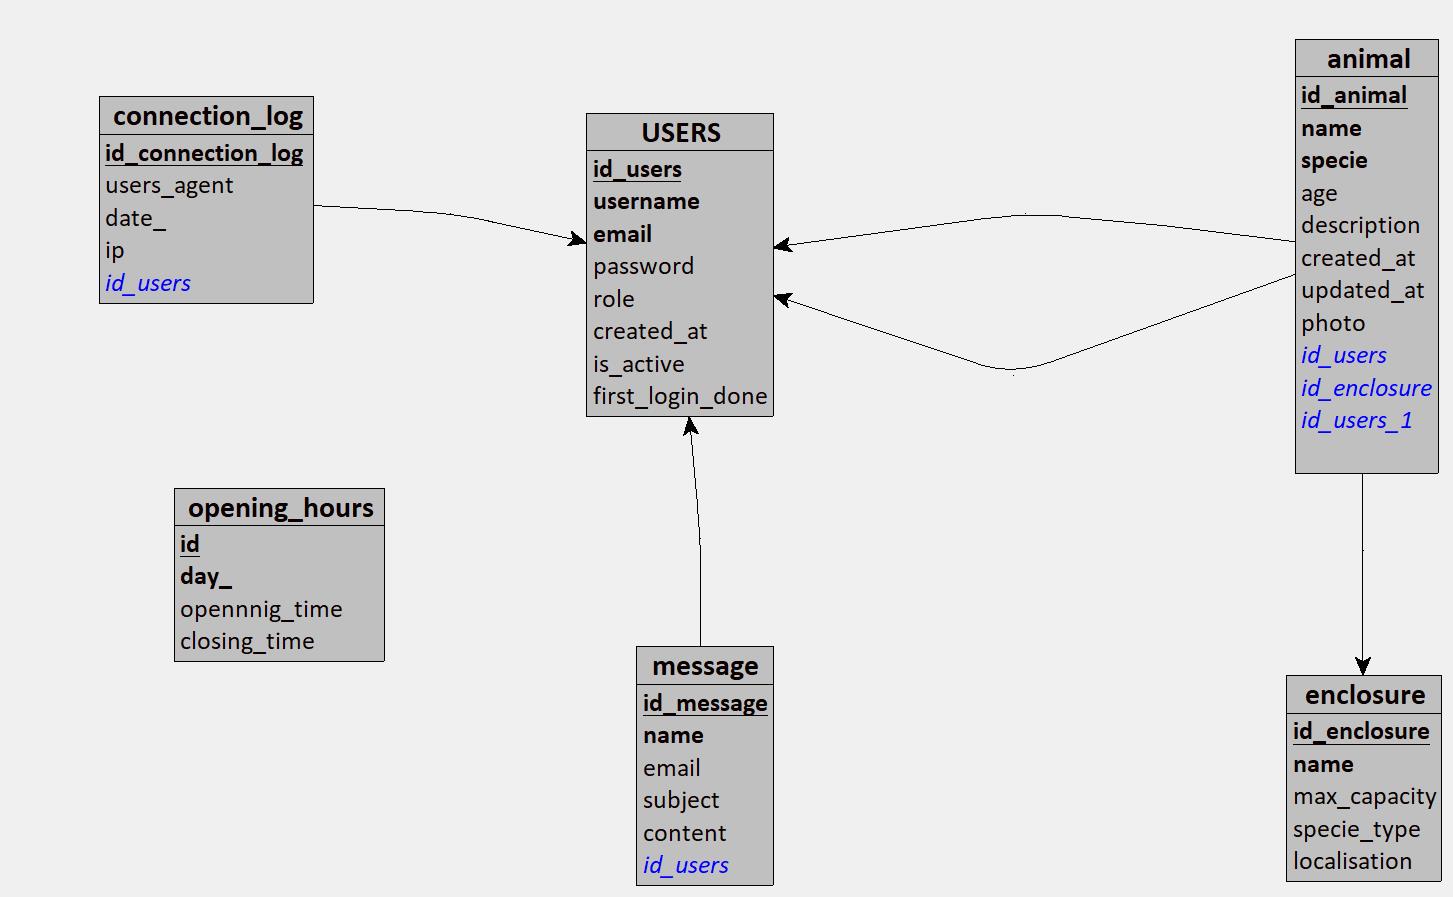 connection_log
id_connection_log
users_agent
date_
ip
id_users
USERS
id_users
username
email
password
role
created_at
is_active
first_login_done
animal
id_animal
name
specie
age
description
created_at
updated_at
photo
id_users
id_enclosure
id_users_1
opening_hours
id
day_
opennnig_time
closing_time
message
id_message
name
email
subject
content
id_users
enclosure
id_enclosure
name
max_capacity
specie_type
localisation